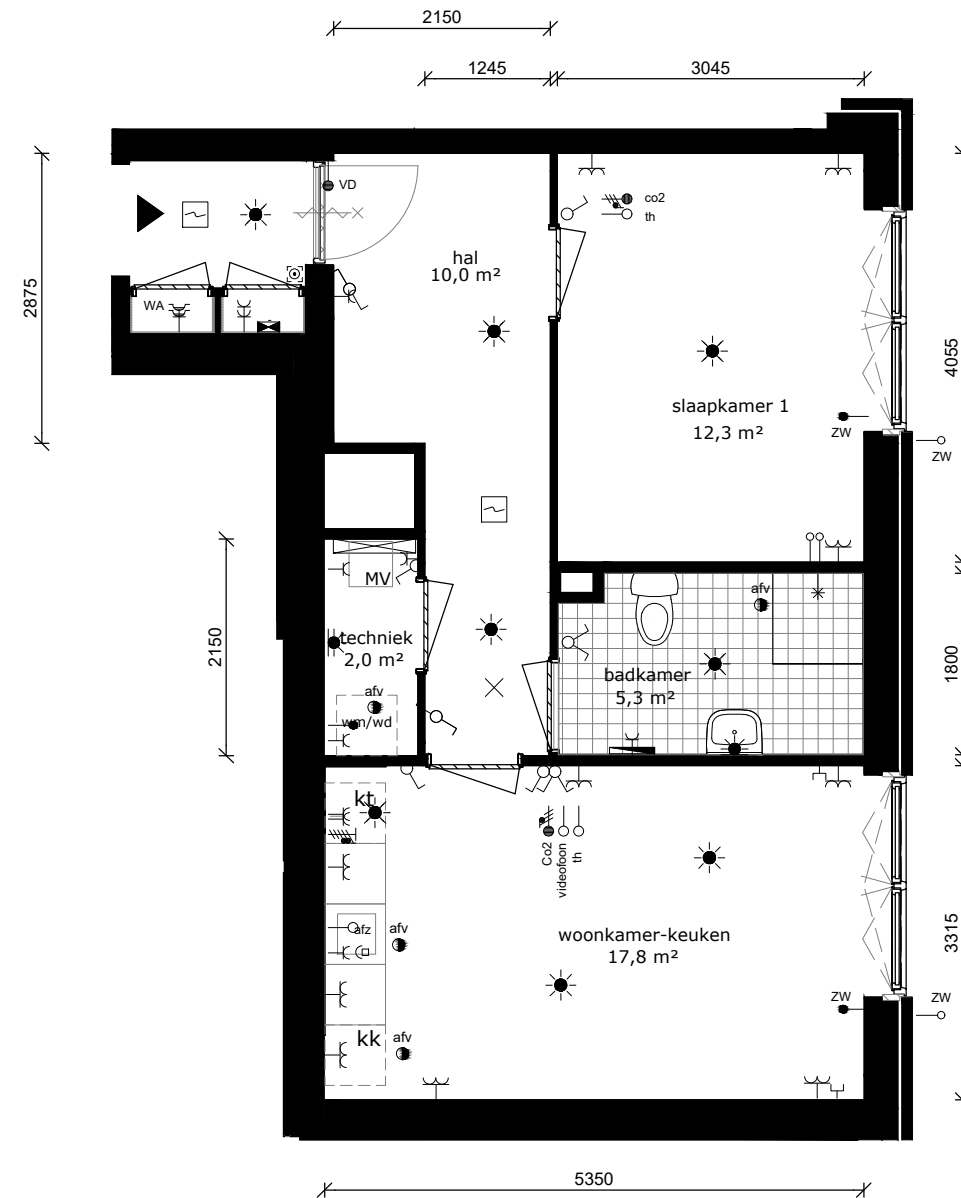 2150
1245
3045
VD
co2
th
hal
10,0 m²
WA
2875
4055
slaapkamer 1
12,3 m²
ZW
ZW
MV
techniek
2,0 m²
afv
wm/wd
2150
afv
badkamer
5,3 m²
1800
kt
Co2
videofoon
th
afz
afv
woonkamer-keuken
17,8 m²
3315
ZW
ZW
kk
afv
5350